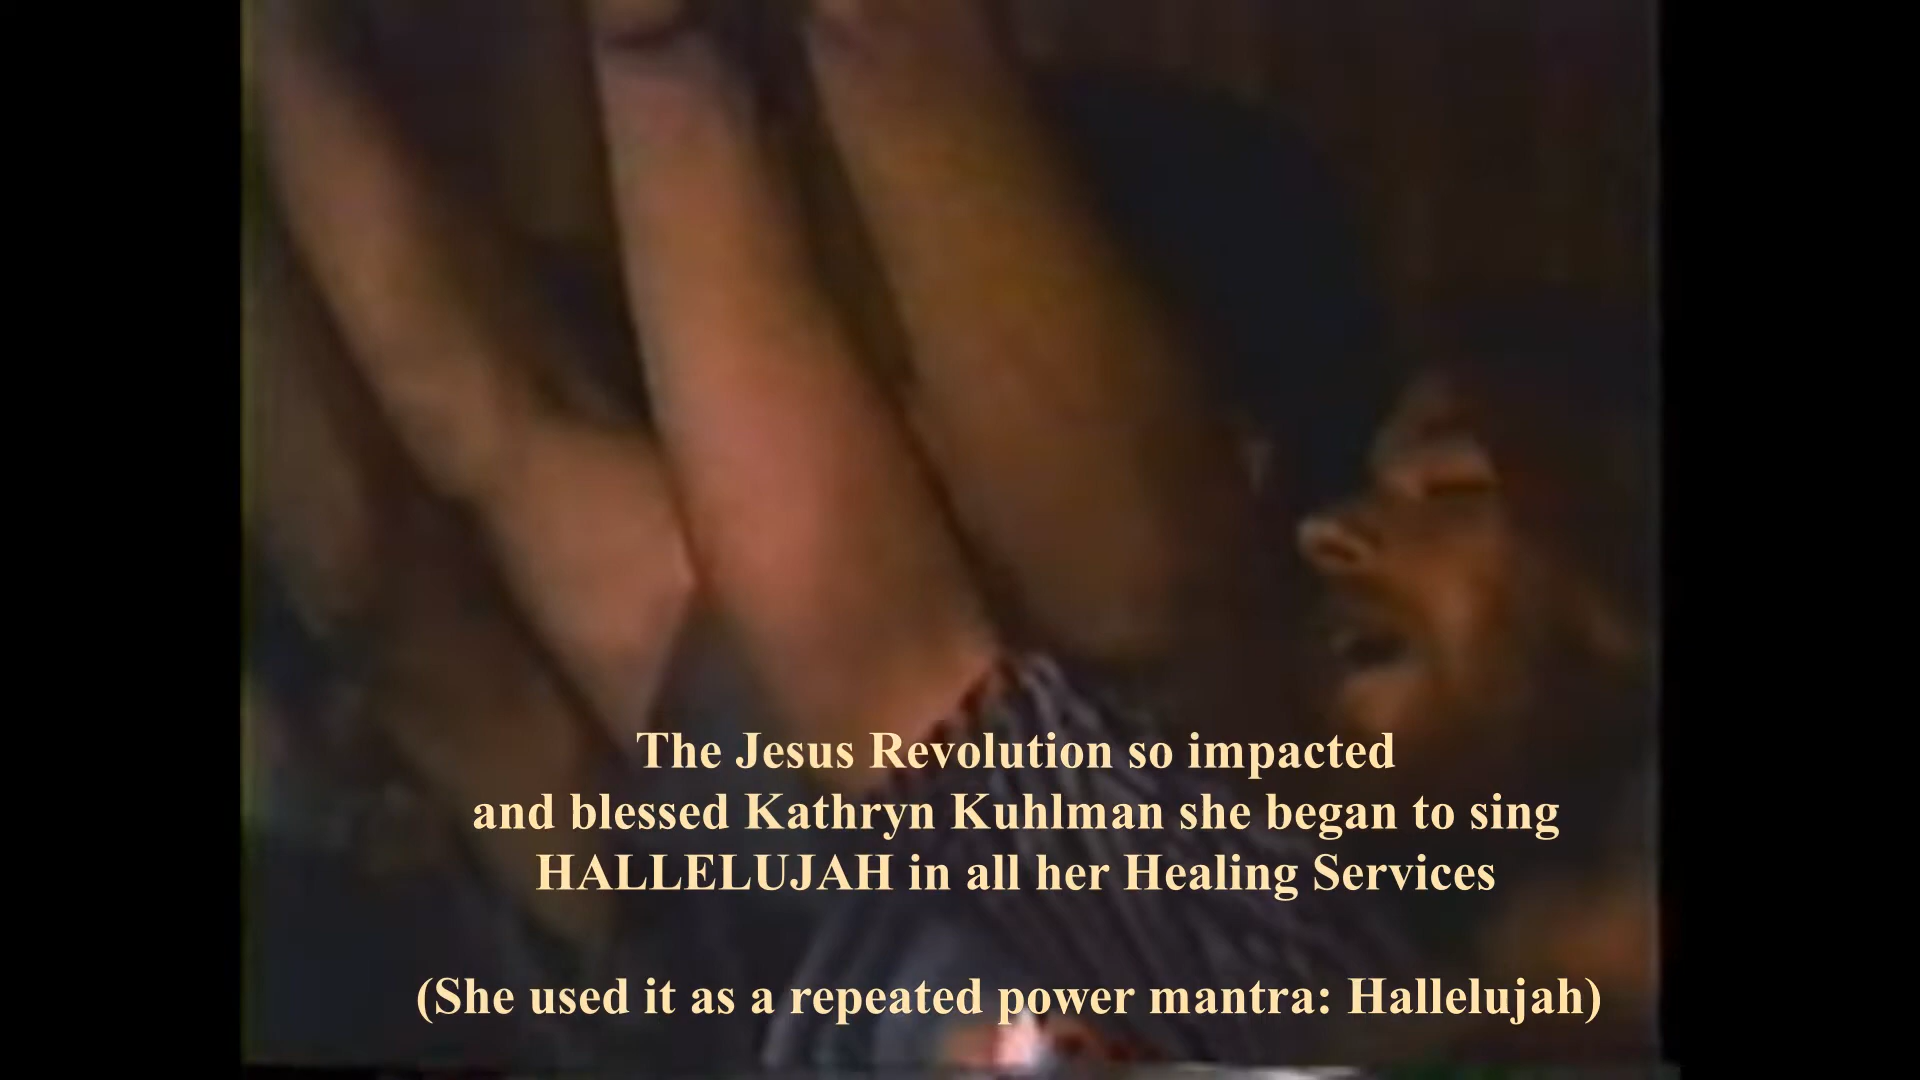 The Jesus Revolution so impacted
and blessed Kathryn Kuhlman she began to sing
HALLELUJAH in all her Healing Services
(She used it as a repeated power mantra: Hallelujah)